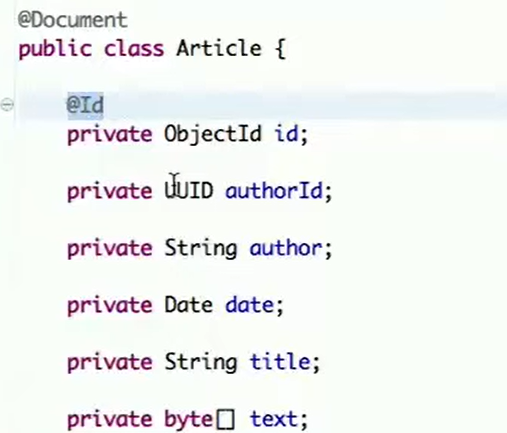 @Document
public class Article {
@Id
private ObjectId id;
private UUID authorId;
private String author;
private Date date;
private String title;
private byte[] text;